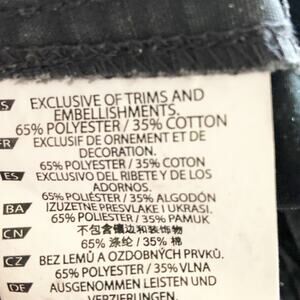 EXCLUSIVE OF TRIMS AND
EMBELLISHMENTS.
65% POLYESTER / 35% COTTON
EXCLUSIF DE ORNEMENT ET DE
DECORATION.
65% POLYESTER / 35% COTON
ES EXCLUSIVO DEL RIBETE Y DE LOS
ADORNOS.
65% POLIÉSTER / 35% ALGODÓN
BA IZUZETNE PRESVLAKE I UKRASI.
65% POLIESTER / 35% PAMUK
CN 不包含镶边和装饰物
65% 涤纶 / 35% 棉
CZ BEZ LEMŮ A OZDOBNÝCH PRVKŮ.
65% POLYESTER / 35% VLNA
DE AUSGENOMMEN LEISTEN UND
VERZIERUNGEN.